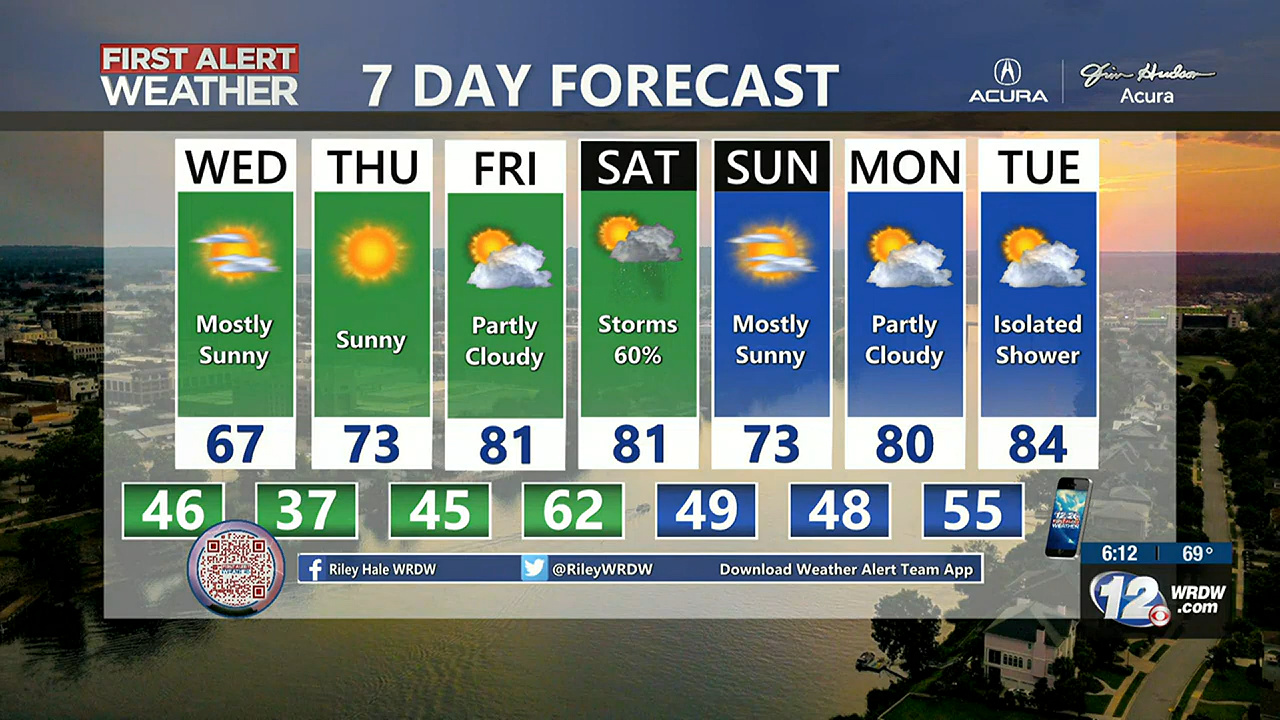 FIRST ALERT
WEATHER
7 DAY FORECAST
ACURA
Jim Hudson
Acura
WED THU FRI SAT SUN MON TUE
Mostly
Sunny
Sunny
Partly
Cloudy
Storms
60%
Mostly
Sunny
Partly
Cloudy
Isolated
Shower
67 73 81 81 73 80 84
46 37 45 62 49 48 55
Riley Hale WRDW @RileyWRDW Download Weather Alert Team App
6:12 69°
12 WRDW
.com